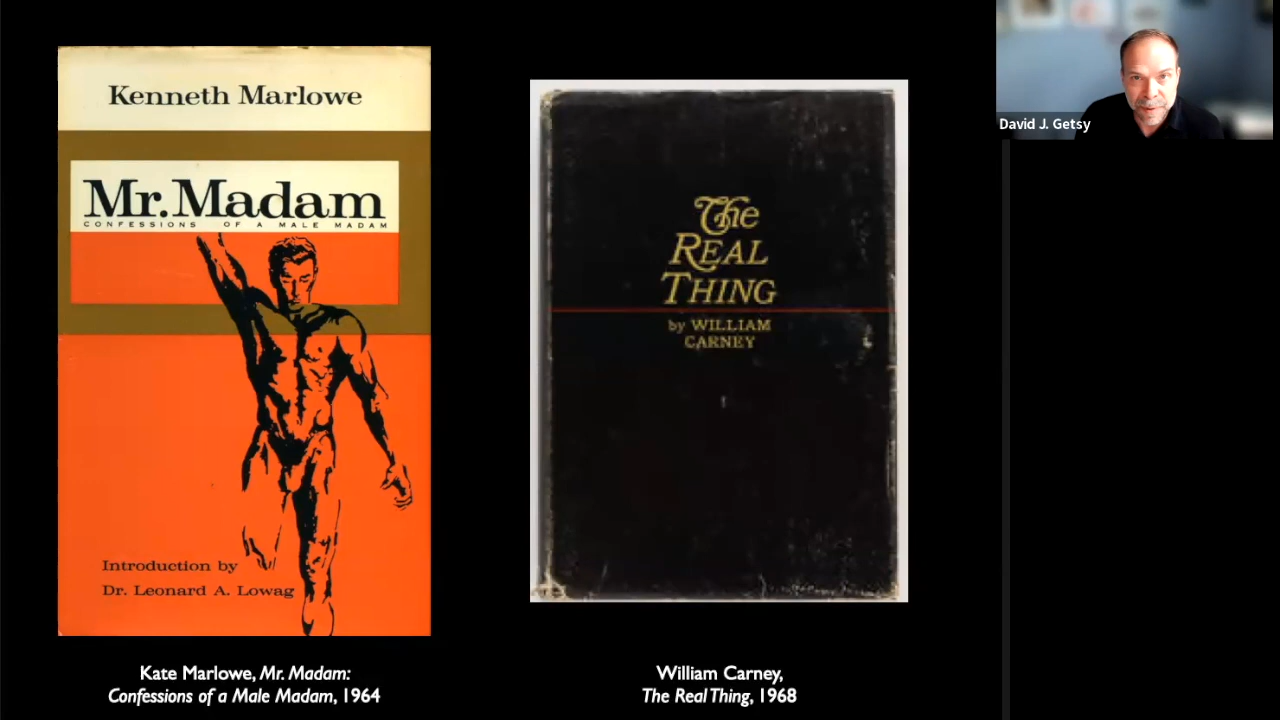 Kenneth Marlowe
Mr. Madam
CONFESSIONS OF A MALE MADAM
Introduction by
Dr. Leonard A. Lowag
Kate Marlowe, Mr. Madam:
Confessions of a Male Madam, 1964
The
REAL
THING
by WILLIAM
CARNEY
William Carney,
The Real Thing, 1968
David J. Getsy